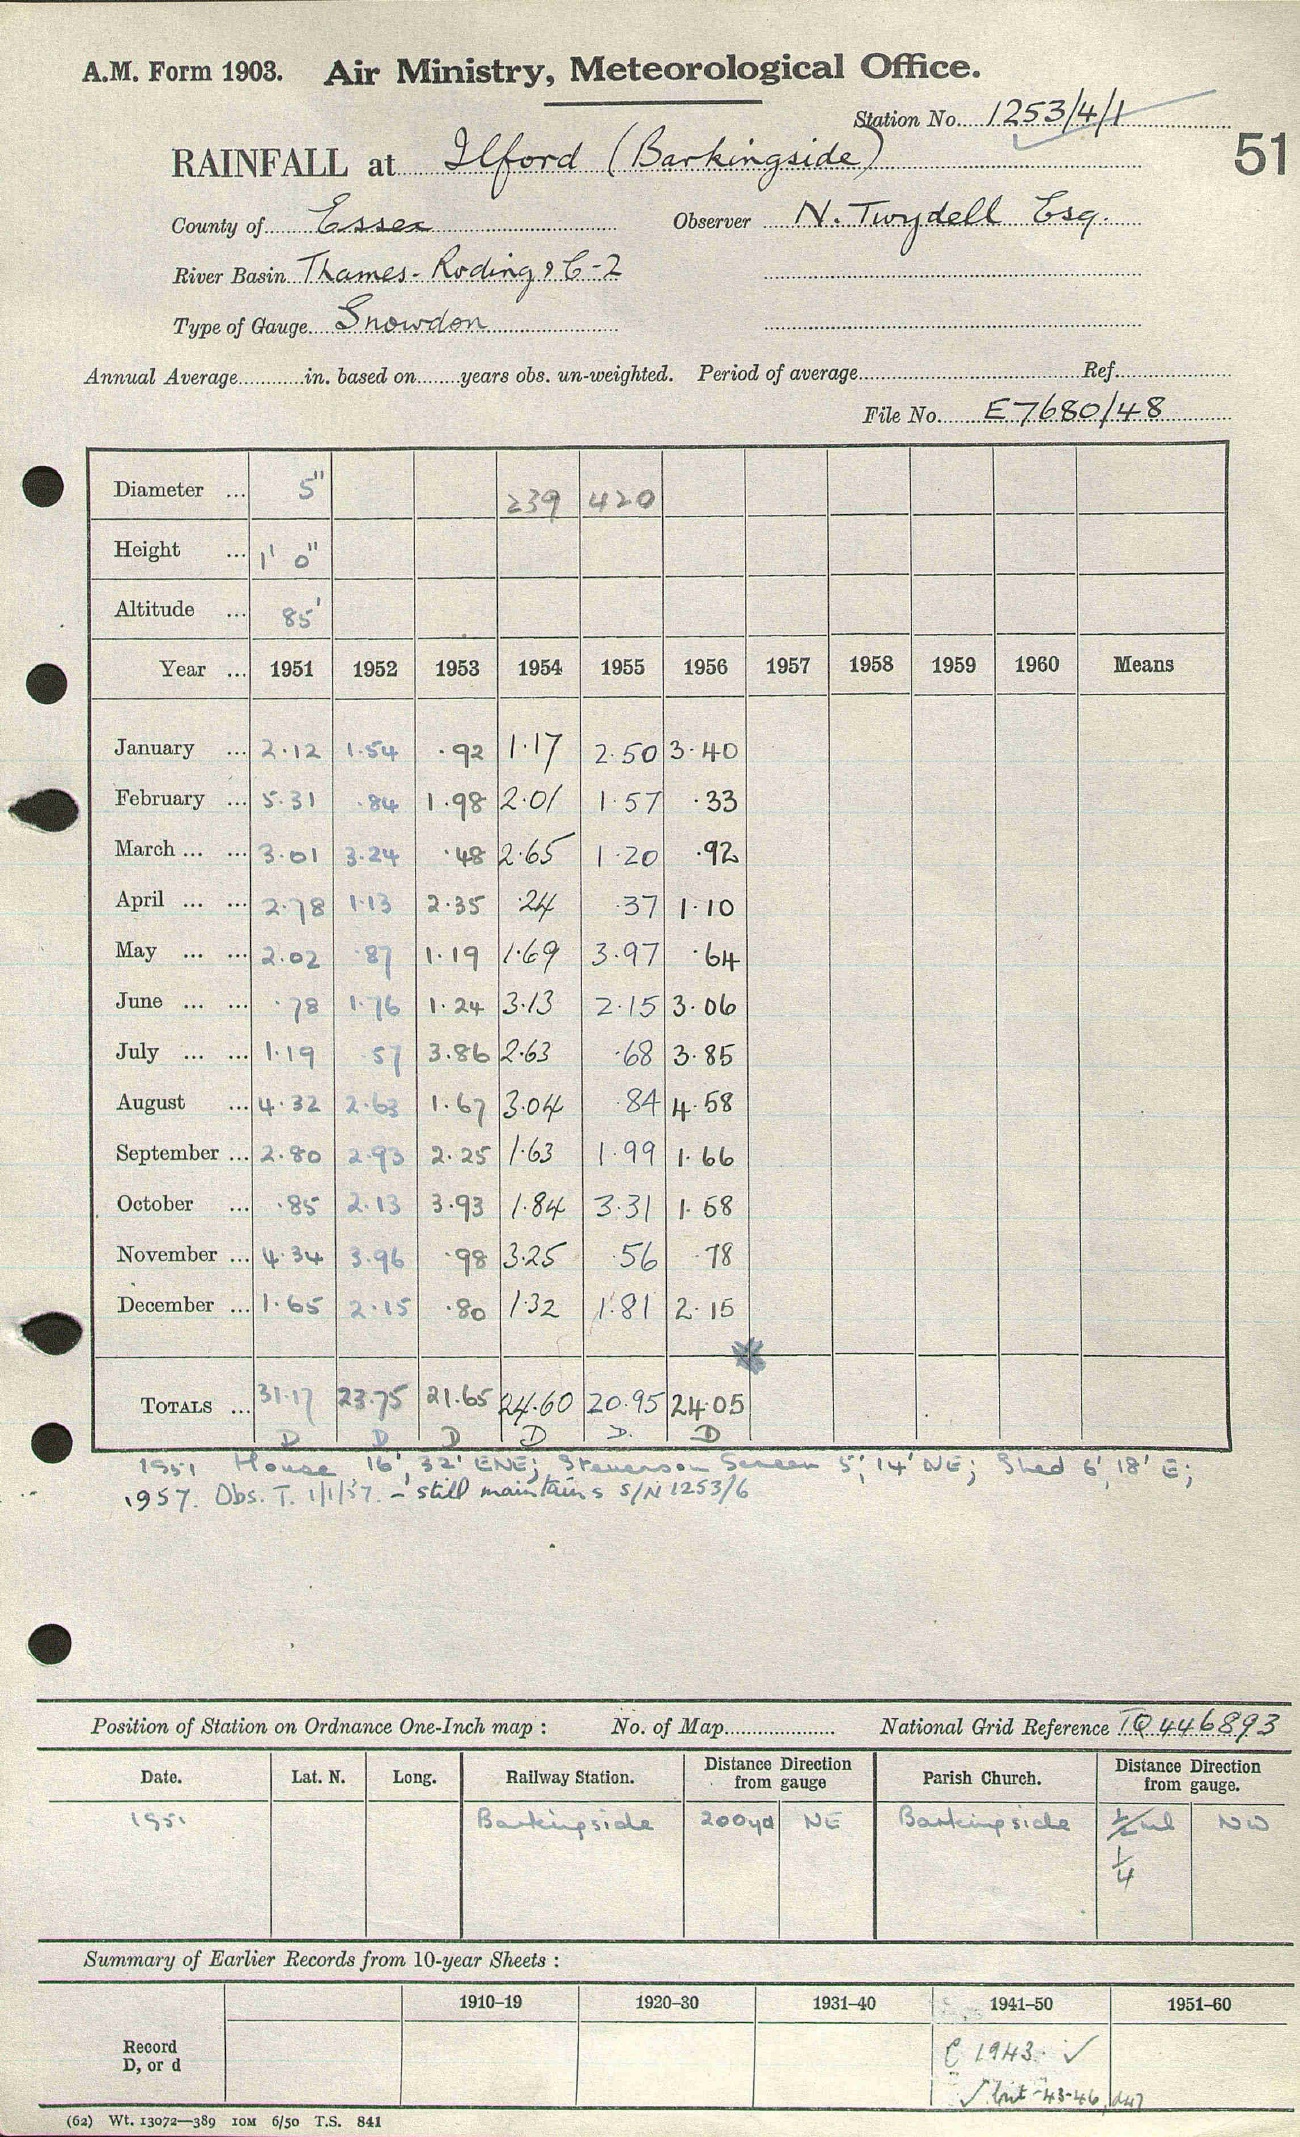 A.M. Form 1903. Air Ministry, Meteorological Office.
Station No. 1253/4/1
51
RAINFALL at Ilford (Barkingside)
County of Essex Observer N. Twydell Esq.
River Basin Thames - Roding & C-2
Type of Gauge Snowdon
Annual Average in. based on years obs. un-weighted. Period of average Ref.
File No. E7680/48
Diameter ... 5" 239 420
Height ... 1' 0"
Altitude ... 85'
Year ... 1951 1952 1953 1954 1955 1956 1957 1958 1959 1960 Means
January ... 2.12 1.54 .92 1.17 2.50 3.40
February ... 5.31 .84 1.98 2.01 1.57 .33
March ... ... 3.01 3.24 .48 2.65 1.20 .92
April ... ... 2.78 1.13 2.35 .24 .37 1.10
May ... ... 2.02 .87 1.19 1.69 3.97 .64
June ... ... .78 1.76 1.24 3.13 2.15 3.06
July ... ... 1.19 .57 3.86 2.63 .68 3.85
August ... 4.32 2.63 1.67 3.04 .84 4.58
September ... 2.80 2.93 2.25 1.63 1.99 1.66
October ... .85 2.13 3.93 1.84 3.31 1.58
November ... 4.34 3.96 .98 3.25 .56 .78
December ... 1.65 2.15 .80 1.32 1.81 2.15
TOTALS ... 31.17 23.75 21.65 24.60 20.95 24.05
D D D D D. D
1951 House 16', 32' ENE; Stevenson Screen 5', 14' NE; Shed 6', 18' E;
1957. Obs. T. 1/1/57. - still maintains S/N 1253/6
Position of Station on Ordnance One-Inch map : No. of Map National Grid Reference TQ 446893
Date. Lat. N. Long. Railway Station. Distance Direction from gauge Parish Church. Distance Direction from gauge.
1951 Barkingside 200yd NE Barkingside 1/2 ml NW
1/4
Summary of Earlier Records from 10-year Sheets :
1910–19 1920–30 1931–40 1941–50 1951–60
Record
D, or d
C 1943. ✓
✓ but -43-46,
(62) Wt. 13072—389 10M 6/50 T.S. 841